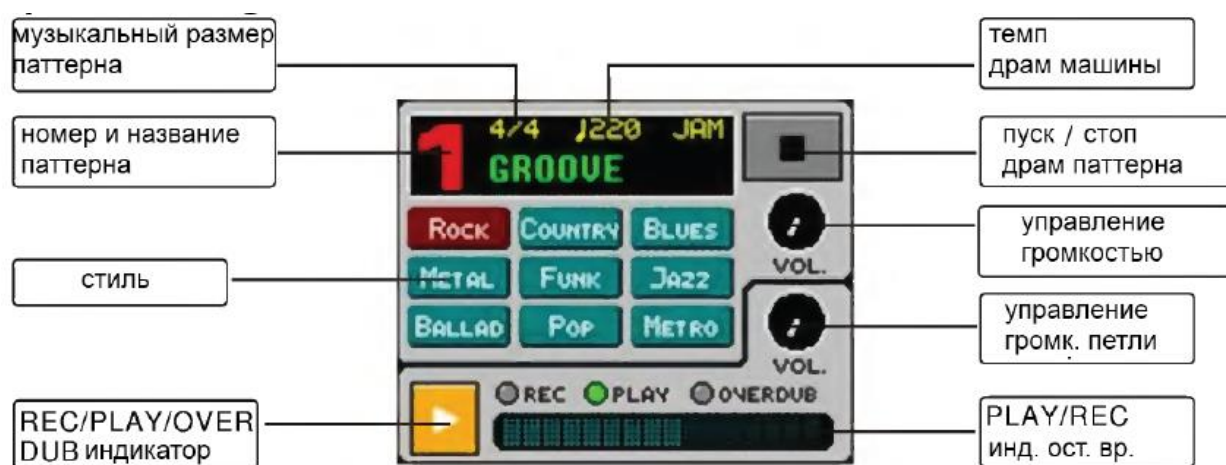 музыкальный размер
паттерна
темп
драм машины
номер и название
паттерна
1
4/4 ♩220 JAM
GROOVE
пуск / стоп
драм паттерна
ROCK COUNTRY BLUES
VOL.
управление
громкостью
стиль
METAL FUNK JAZZ
BALLAD POP METRO
VOL.
управление
громк. петли
REC/PLAY/OVER
DUB индикатор
REC PLAY OVERDUB
PLAY/REC
инд. ост. вр.